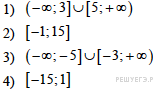 1) (−∞; 3] ∪ [5; +∞)
2) [−1; 15]
3) (−∞; −5] ∪ [−3; +∞)
4) [−15; 1]
РЕШУЕГЭ.РФ